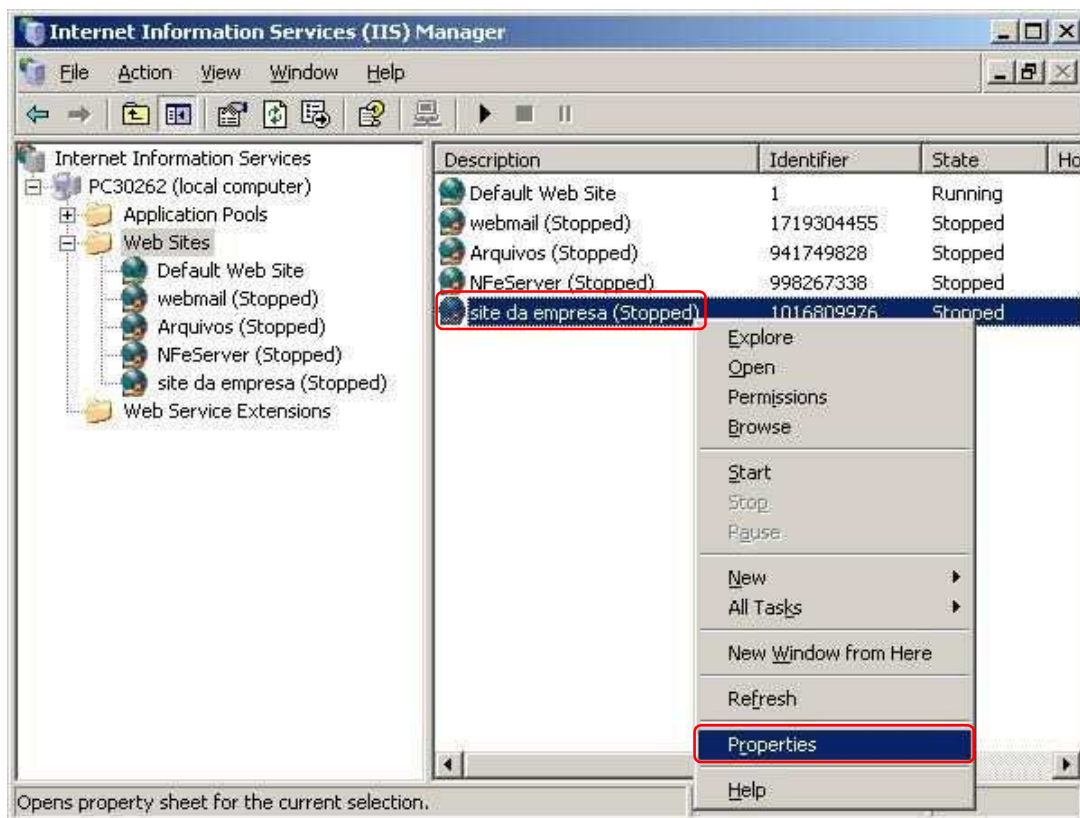 Internet Information Services (IIS) Manager
File Action View Window Help
Internet Information Services
PC30262 (local computer)
Application Pools
Web Sites
Default Web Site
webmail (Stopped)
Arquivos (Stopped)
NFeServer (Stopped)
site da empresa (Stopped)
Web Service Extensions
Description Identifier State Ho
Default Web Site 1 Running
webmail (Stopped) 1719304455 Stopped
Arquivos (Stopped) 941749828 Stopped
NFeServer (Stopped) 998267338 Stopped
site da empresa (Stopped) 1016809976 Stopped
Explore
Open
Permissions
Browse
Start
Stop
Pause
New
All Tasks
New Window from Here
Refresh
Properties
Help
Opens property sheet for the current selection.